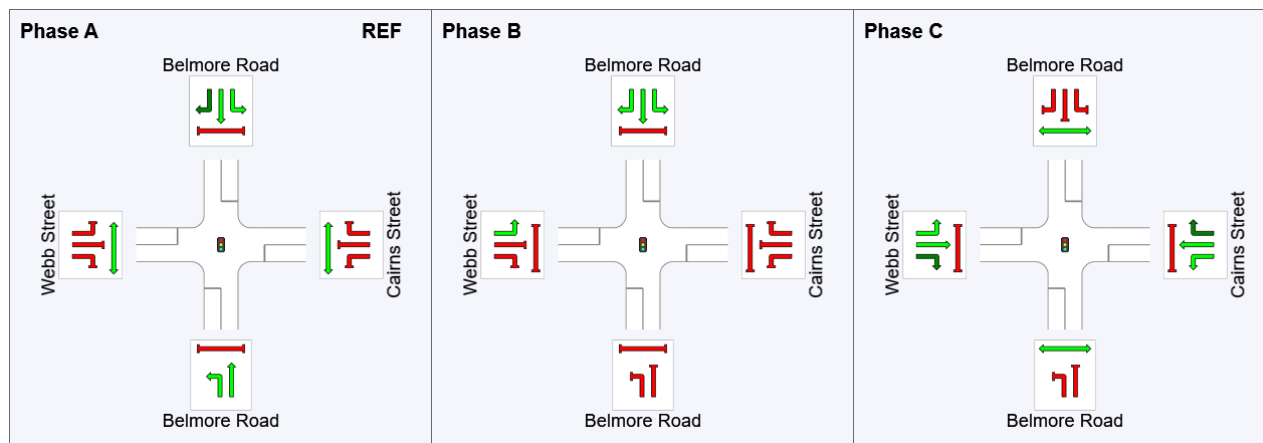 Phase A
REF
Belmore Road
Webb Street
Cairns Street
Belmore Road
Phase B
Belmore Road
Webb Street
Cairns Street
Belmore Road
Phase C
Belmore Road
Webb Street
Cairns Street
Belmore Road